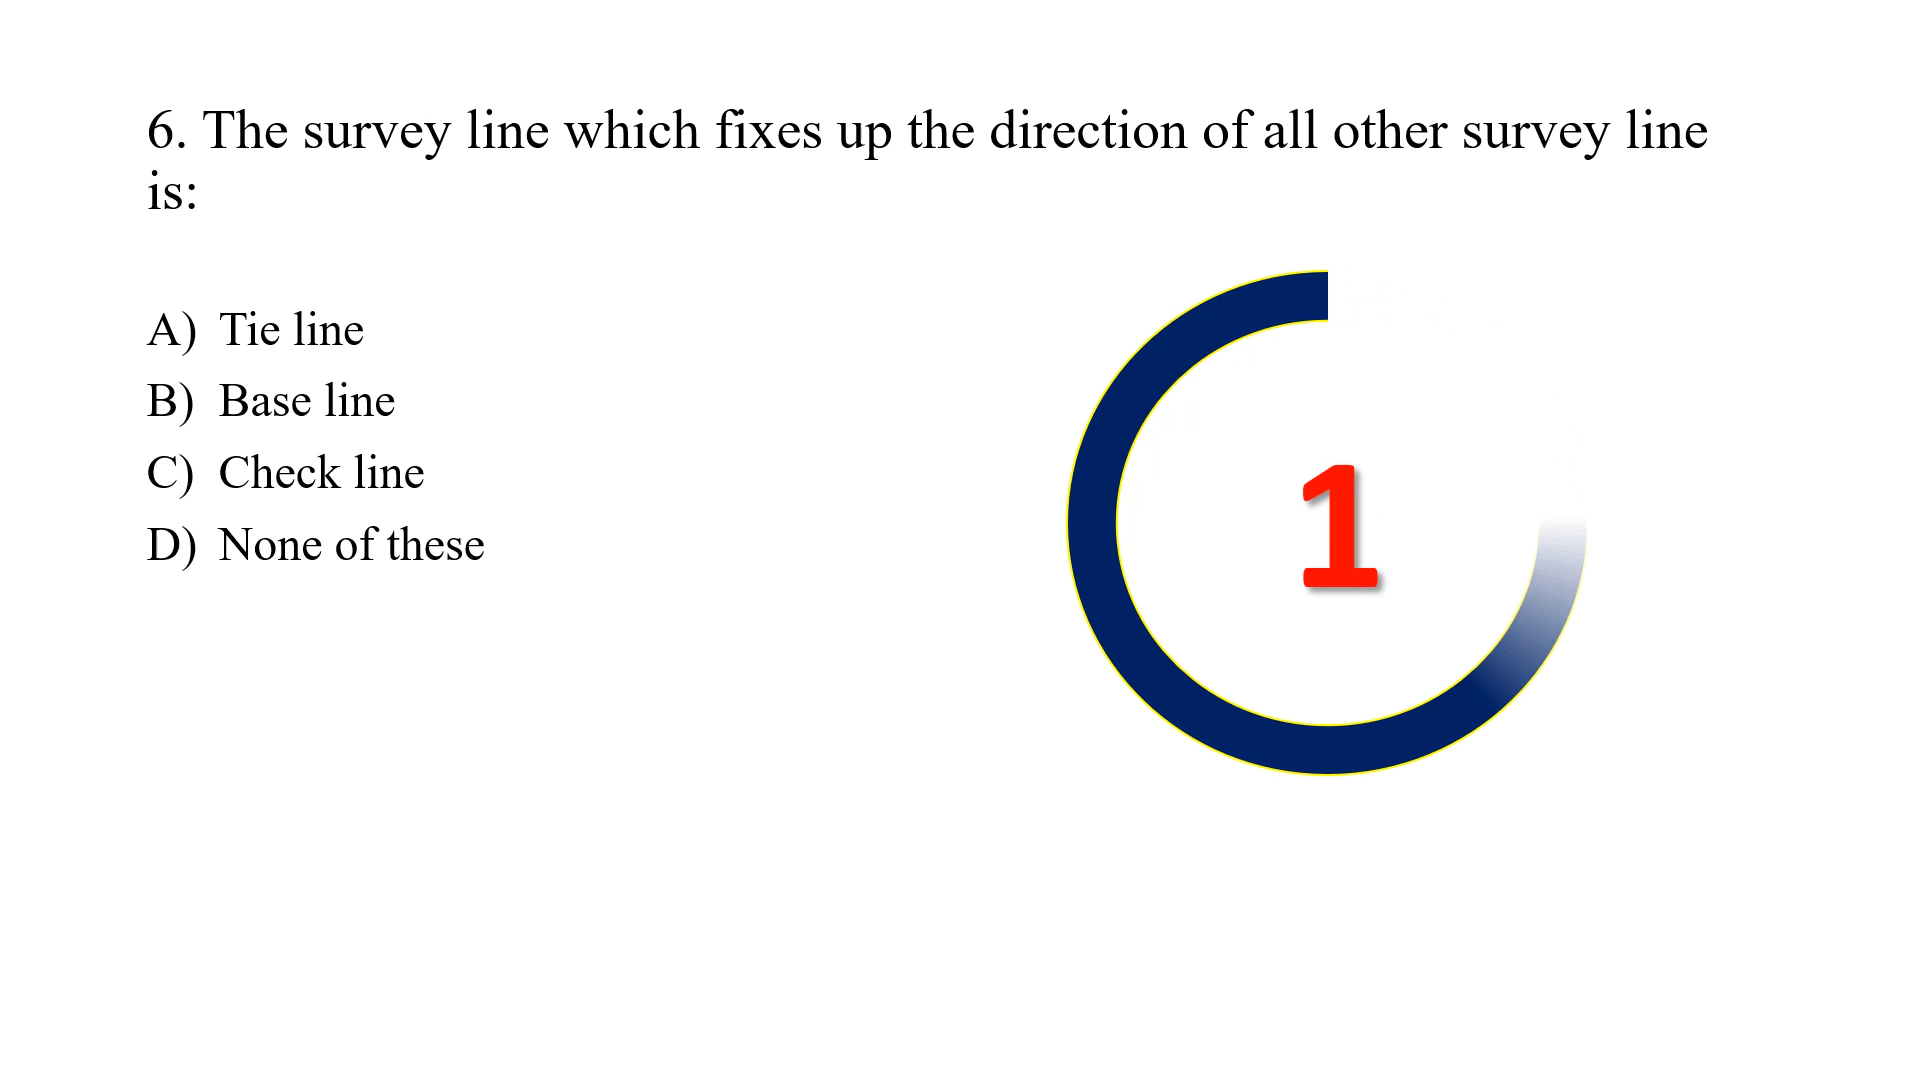 6. The survey line which fixes up the direction of all other survey line
is:
A) Tie line
B) Base line
C) Check line
D) None of these
1